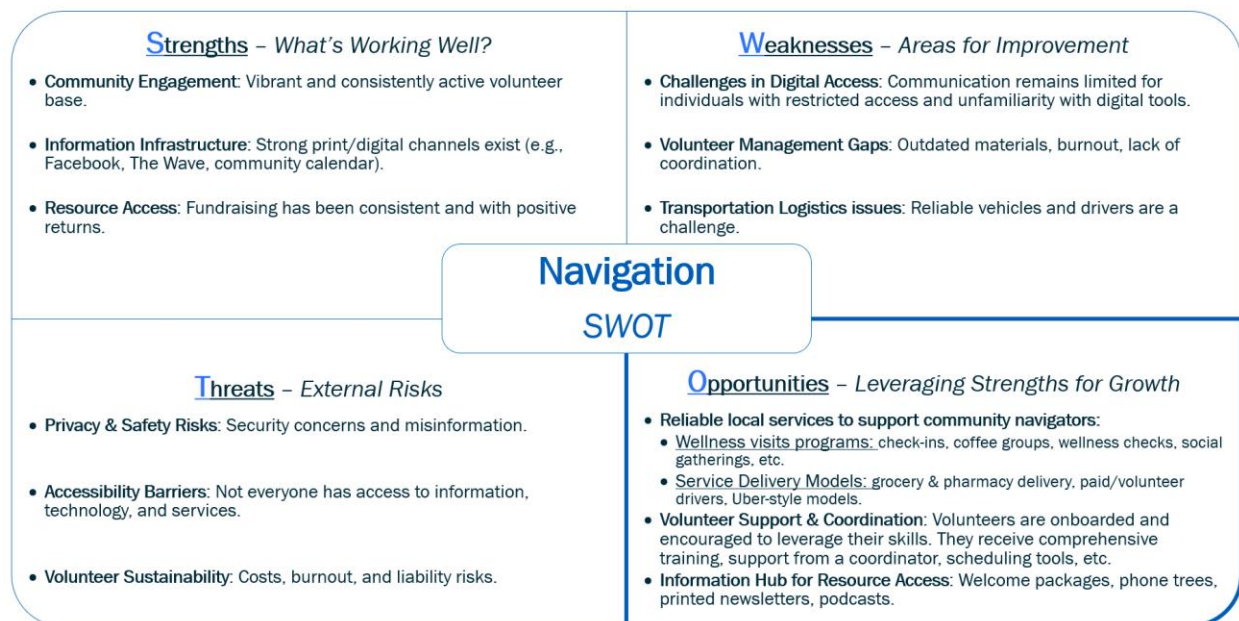 Strengths – What's Working Well?
• Community Engagement: Vibrant and consistently active volunteer
base.
• Information Infrastructure: Strong print/digital channels exist (e.g.,
Facebook, The Wave, community calendar).
• Resource Access: Fundraising has been consistent and with positive
returns.
Weaknesses – Areas for Improvement
• Challenges in Digital Access: Communication remains limited for
individuals with restricted access and unfamiliarity with digital tools.
• Volunteer Management Gaps: Outdated materials, burnout, lack of
coordination.
• Transportation Logistics issues: Reliable vehicles and drivers are a
challenge.
Navigation
SWOT
Threats – External Risks
• Privacy & Safety Risks: Security concerns and misinformation.
• Accessibility Barriers: Not everyone has access to information,
technology, and services.
• Volunteer Sustainability: Costs, burnout, and liability risks.
Opportunities – Leveraging Strengths for Growth
• Reliable local services to support community navigators:
• Wellness visits programs: check-ins, coffee groups, wellness checks, social
gatherings, etc.
• Service Delivery Models: grocery & pharmacy delivery, paid/volunteer
drivers, Uber-style models.
• Volunteer Support & Coordination: Volunteers are onboarded and
encouraged to leverage their skills. They receive comprehensive
training, support from a coordinator, scheduling tools, etc.
• Information Hub for Resource Access: Welcome packages, phone trees,
printed newsletters, podcasts.